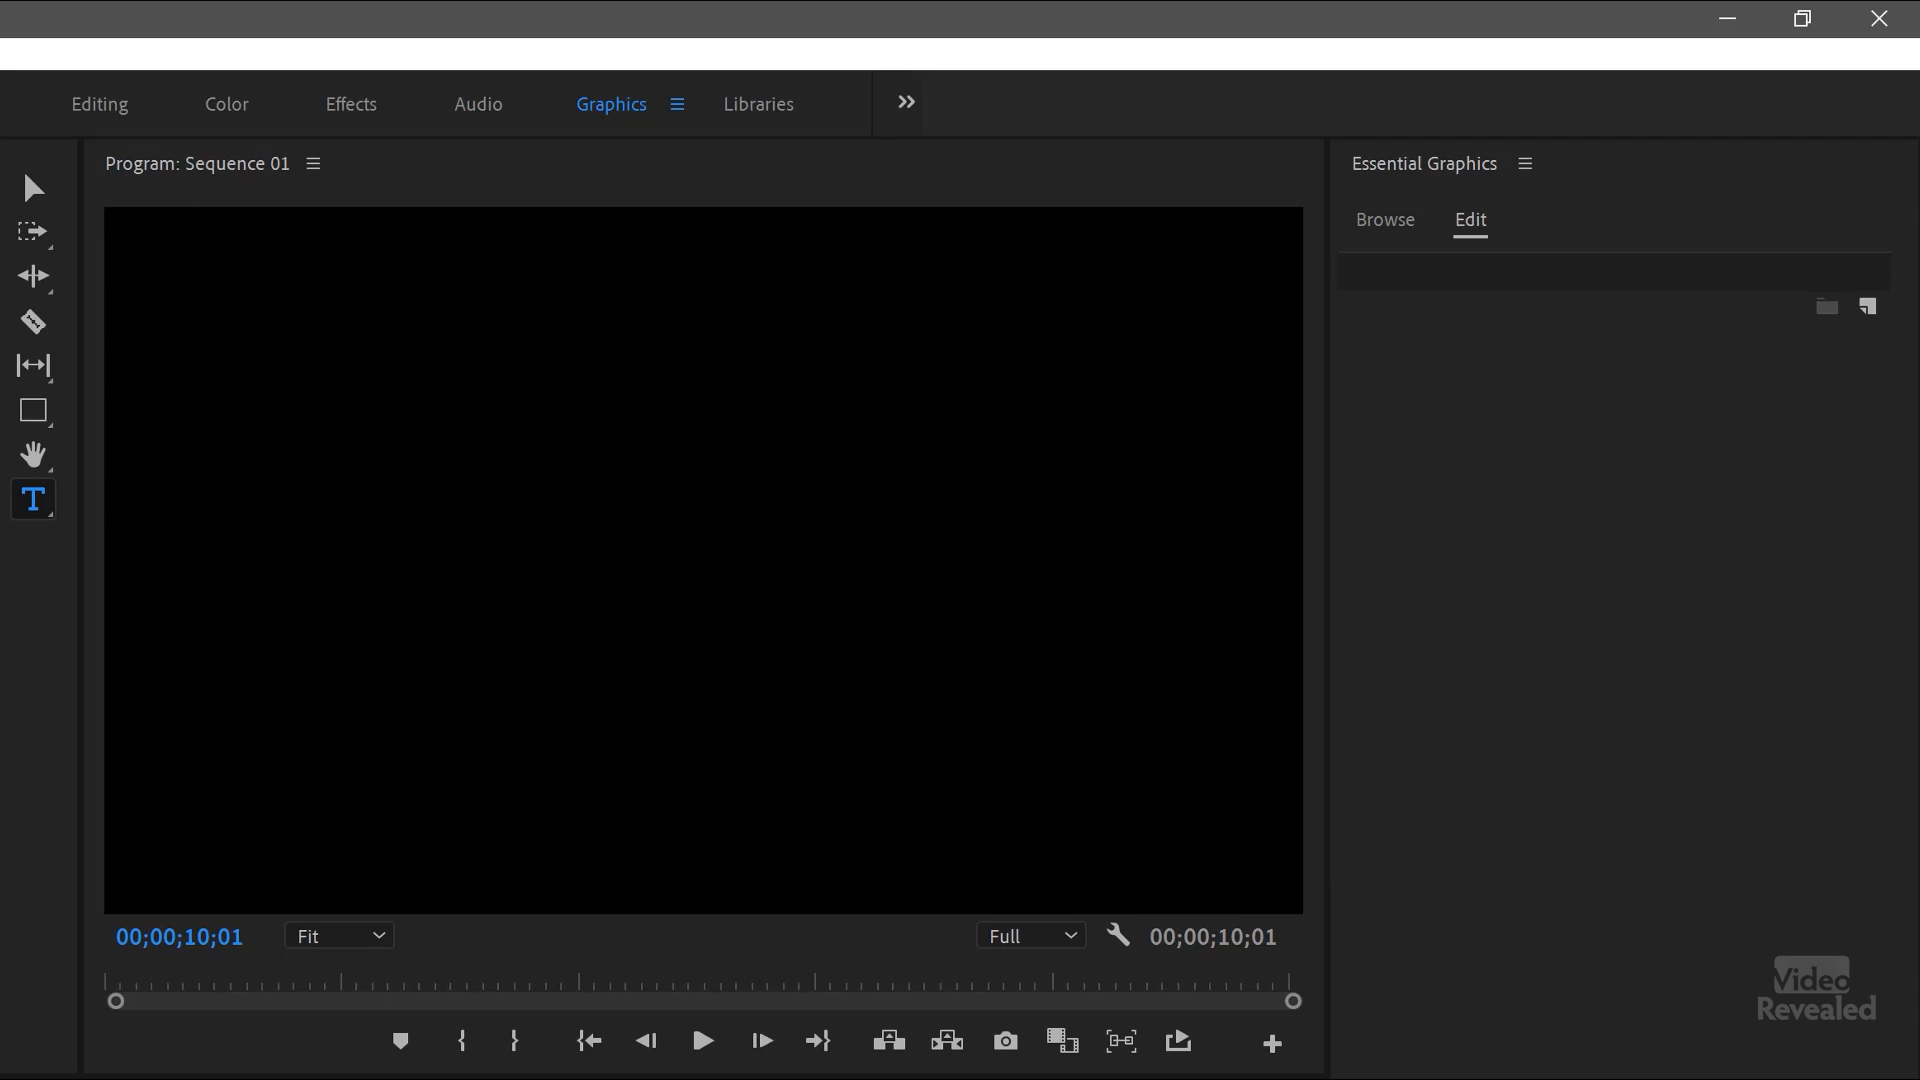 Editing Color Effects Audio Graphics Libraries
Program: Sequence 01
Essential Graphics
Browse Edit
T
00;00;10;01 Fit Full 00;00;10;01
Video
Revealed